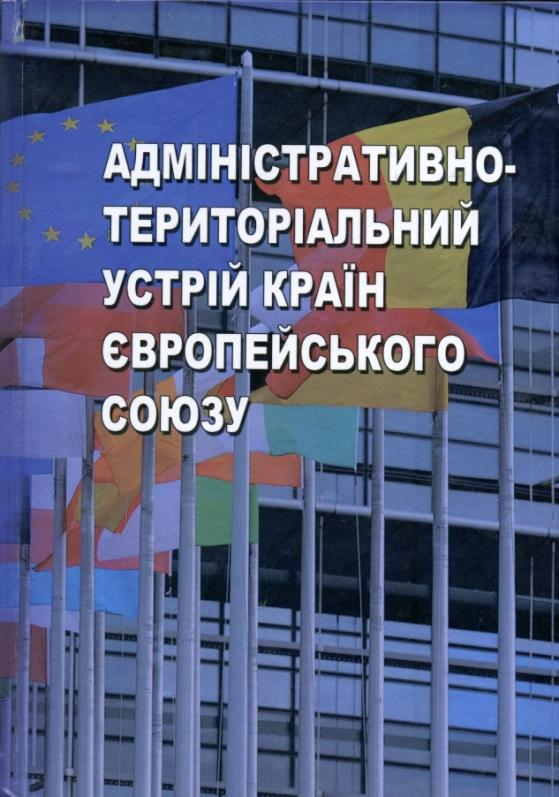 АДМІНІСТРАТИВНО-
ТЕРИТОРІАЛЬНИЙ
УСТРІЙ КРАЇН
ЄВРОПЕЙСЬКОГО
СОЮЗУ